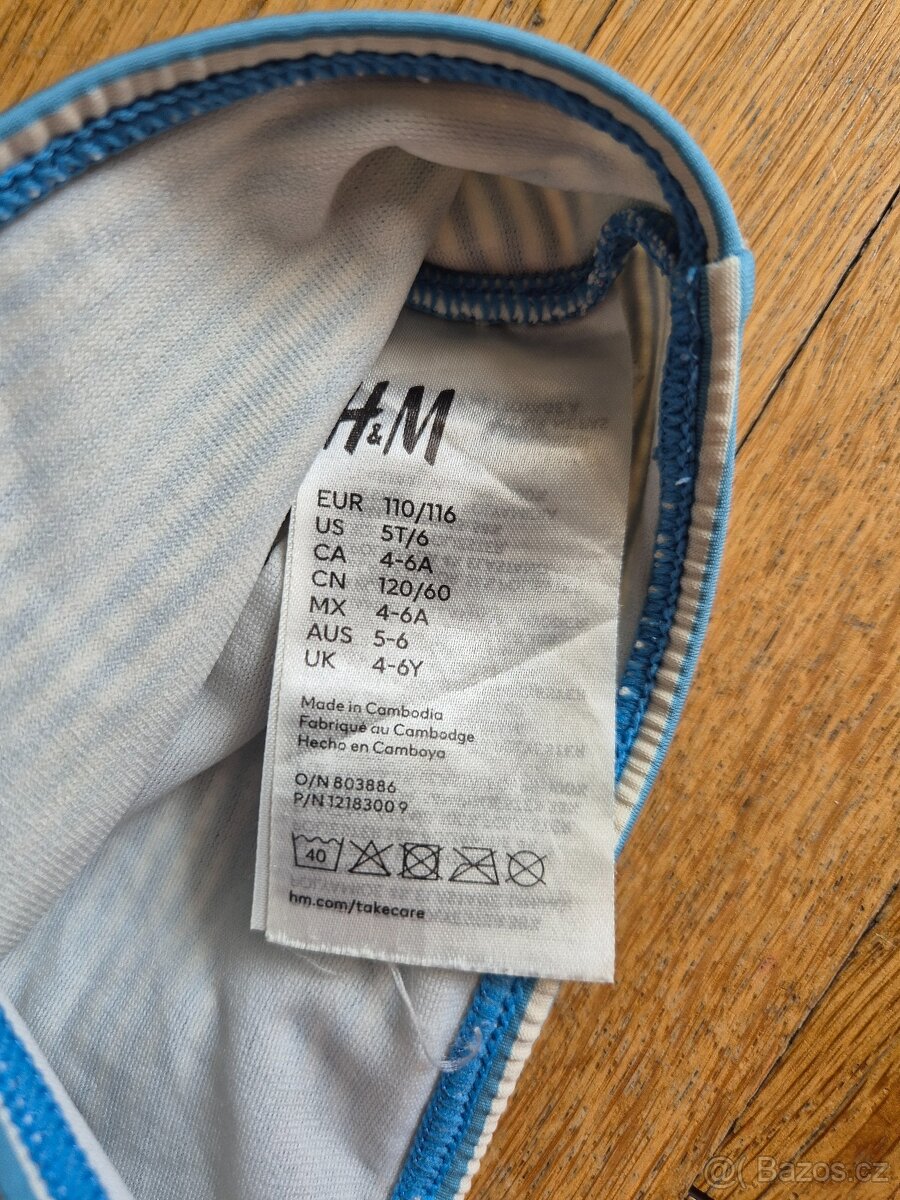 H&M
EUR 110/116
US 5T/6
CA 4-6A
CN 120/60
MX 4-6A
AUS 5-6
UK 4-6Y
Made in Cambodia
Fabriqué au Cambodge
Hecho en Camboya
O/N 803886
P/N 1218300 9
40
hm.com/takecare
@( Bazos.cz